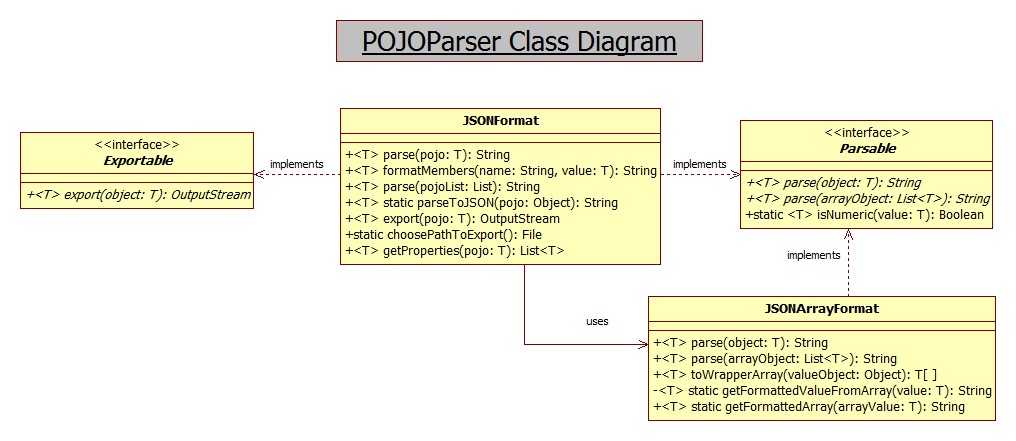 POJOParser Class Diagram
<<interface>>
Exportable
+<T> export(object: T): OutputStream
implements
JSONFormat
+<T> parse(pojo: T): String
+<T> formatMembers(name: String, value: T): String
+<T> parse(pojoList: List): String
+<T> static parseToJSON(pojo: Object): String
+<T> export(pojo: T): OutputStream
+static choosePathToExport(): File
+<T> getProperties(pojo: T): List<T>
implements
<<interface>>
Parsable
+<T> parse(object: T): String
+<T> parse(arrayObject: List<T>): String
+static <T> isNumeric(value: T): Boolean
implements
uses
JSONArrayFormat
+<T> parse(object: T): String
+<T> parse(arrayObject: List<T>): String
+<T> toWrapperArray(valueObject: Object): T[ ]
-<T> static getFormattedValueFromArray(value: T): String
+<T> static getFormattedArray(arrayValue: T): String